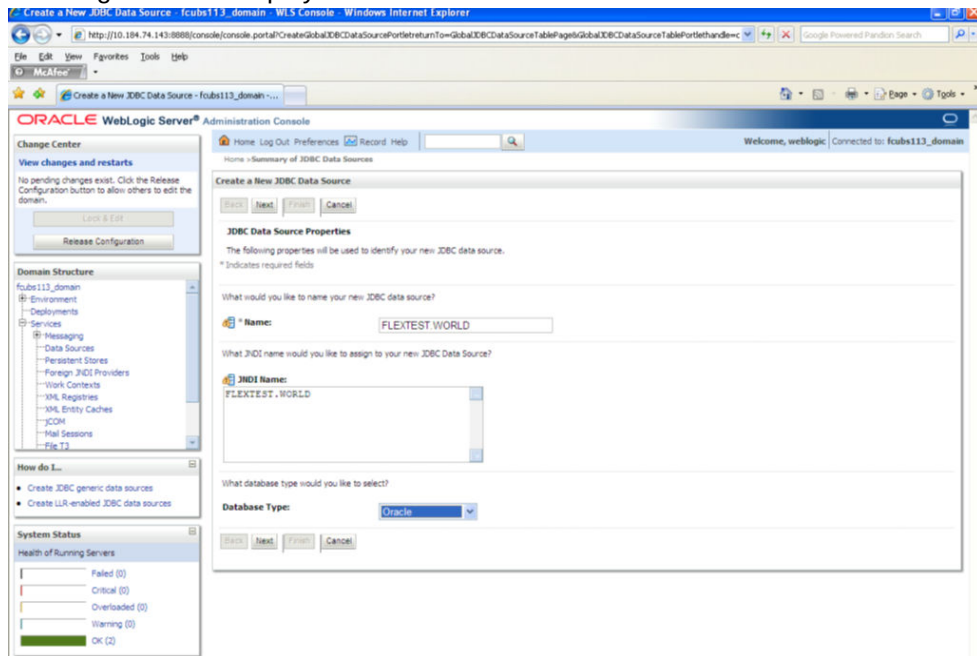 Create a New JDBC Data Source - fcubs113_domain - WLS Console - Windows Internet Explorer
http://10.184.74.143:8888/console/console.portal?CreateGlobalJDBCDataSourcePortletreturnTo=GlobalJDBCDataSourceTablePage&GlobalJDBCDataSourceTablePortlethandle=c
Google Powered Pandion Search
File Edit View Favorites Tools Help
McAfee
Create a New JDBC Data Source - fcubs113_domain -...
Page Tools
ORACLE WebLogic Server® Administration Console
Change Center
View changes and restarts
No pending changes exist. Click the Release
Configuration button to allow others to edit the
domain.
Lock & Edit
Release Configuration
Domain Structure
fcubs113_domain
Environment
Deployments
Services
Messaging
Data Sources
Persistent Stores
Foreign JNDI Providers
Work Contexts
XML Registries
XML Entity Caches
jCOM
Mail Sessions
File T3
How do I...
Create JDBC generic data sources
Create LLR-enabled JDBC data sources
System Status
Health of Running Servers
Failed (0)
Critical (0)
Overloaded (0)
Warning (0)
OK (2)
Home Log Out Preferences Record Help
Welcome, weblogic Connected to: fcubs113_domain
Home >Summary of JDBC Data Sources
Create a New JDBC Data Source
Back Next Finish Cancel
JDBC Data Source Properties
The following properties will be used to identify your new JDBC data source.
* Indicates required fields
What would you like to name your new JDBC data source?
* Name: FLEXTEST.WORLD
What JNDI name would you like to assign to your new JDBC Data Source?
JNDI Name:
FLEXTEST.WORLD
What database type would you like to select?
Database Type: Oracle
Back Next Finish Cancel